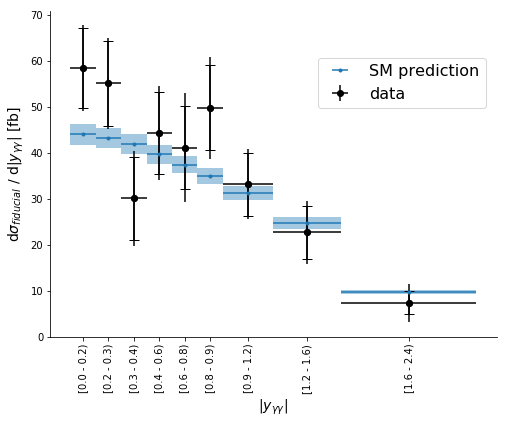 70
60
50
40
30
20
10
0
dσ_fiducial / d|y_γγ| [fb]
SM prediction
data
[0.0 - 0.2)
[0.2 - 0.3)
[0.3 - 0.4)
[0.4 - 0.6)
[0.6 - 0.8)
[0.8 - 0.9)
[0.9 - 1.2)
[1.2 - 1.6)
[1.6 - 2.4)
|y_γγ|